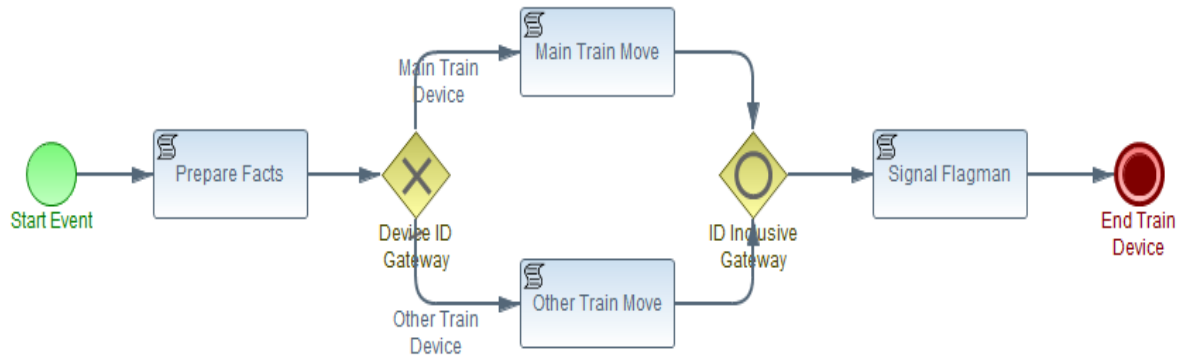 Main Train Move
Main Train
Device
Start Event
Prepare Facts
Device ID
Gateway
ID Inclusive
Gateway
Signal Flagman
End Train
Device
Other Train Move
Other Train
Device